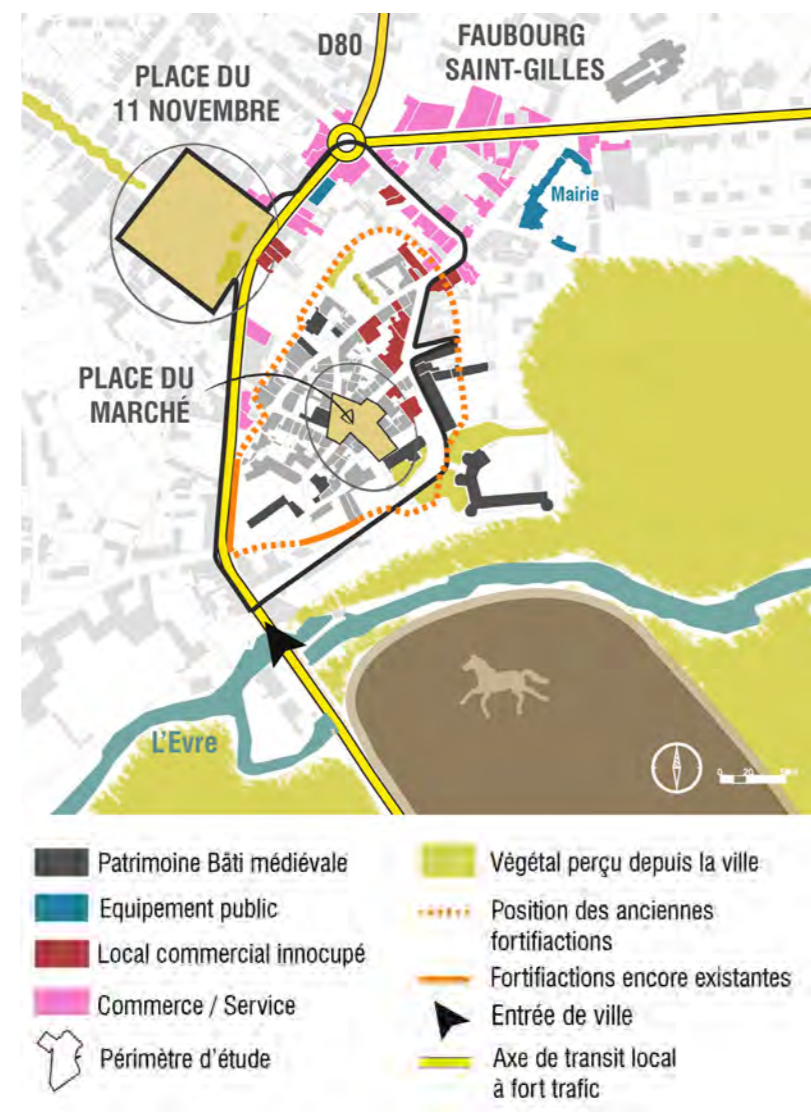 D80
FAUBOURG
SAINT-GILLES
PLACE DU
11 NOVEMBRE
Mairie
PLACE DU
MARCHÉ
L'Evre
0 20
Patrimoine Bâti médiévale
Equipement public
Local commercial innocupé
Commerce / Service
Périmètre d'étude
Végétal perçu depuis la ville
Position des anciennes
fortifiactions
Fortifiactions encore existantes
Entrée de ville
Axe de transit local
à fort trafic